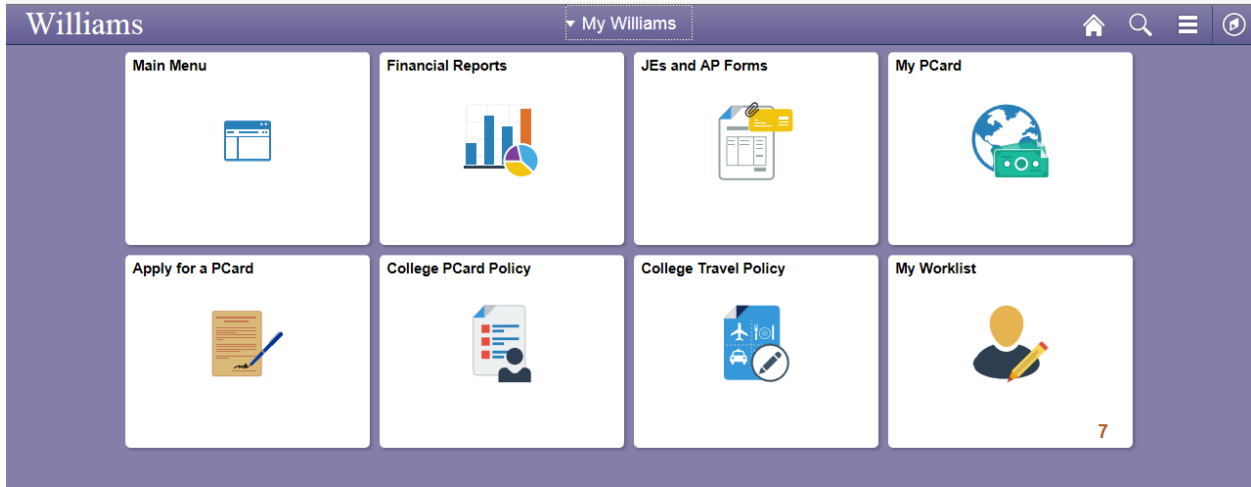 Williams
My Williams
Main Menu
Financial Reports
JEs and AP Forms
My PCard
Apply for a PCard
College PCard Policy
College Travel Policy
My Worklist
7